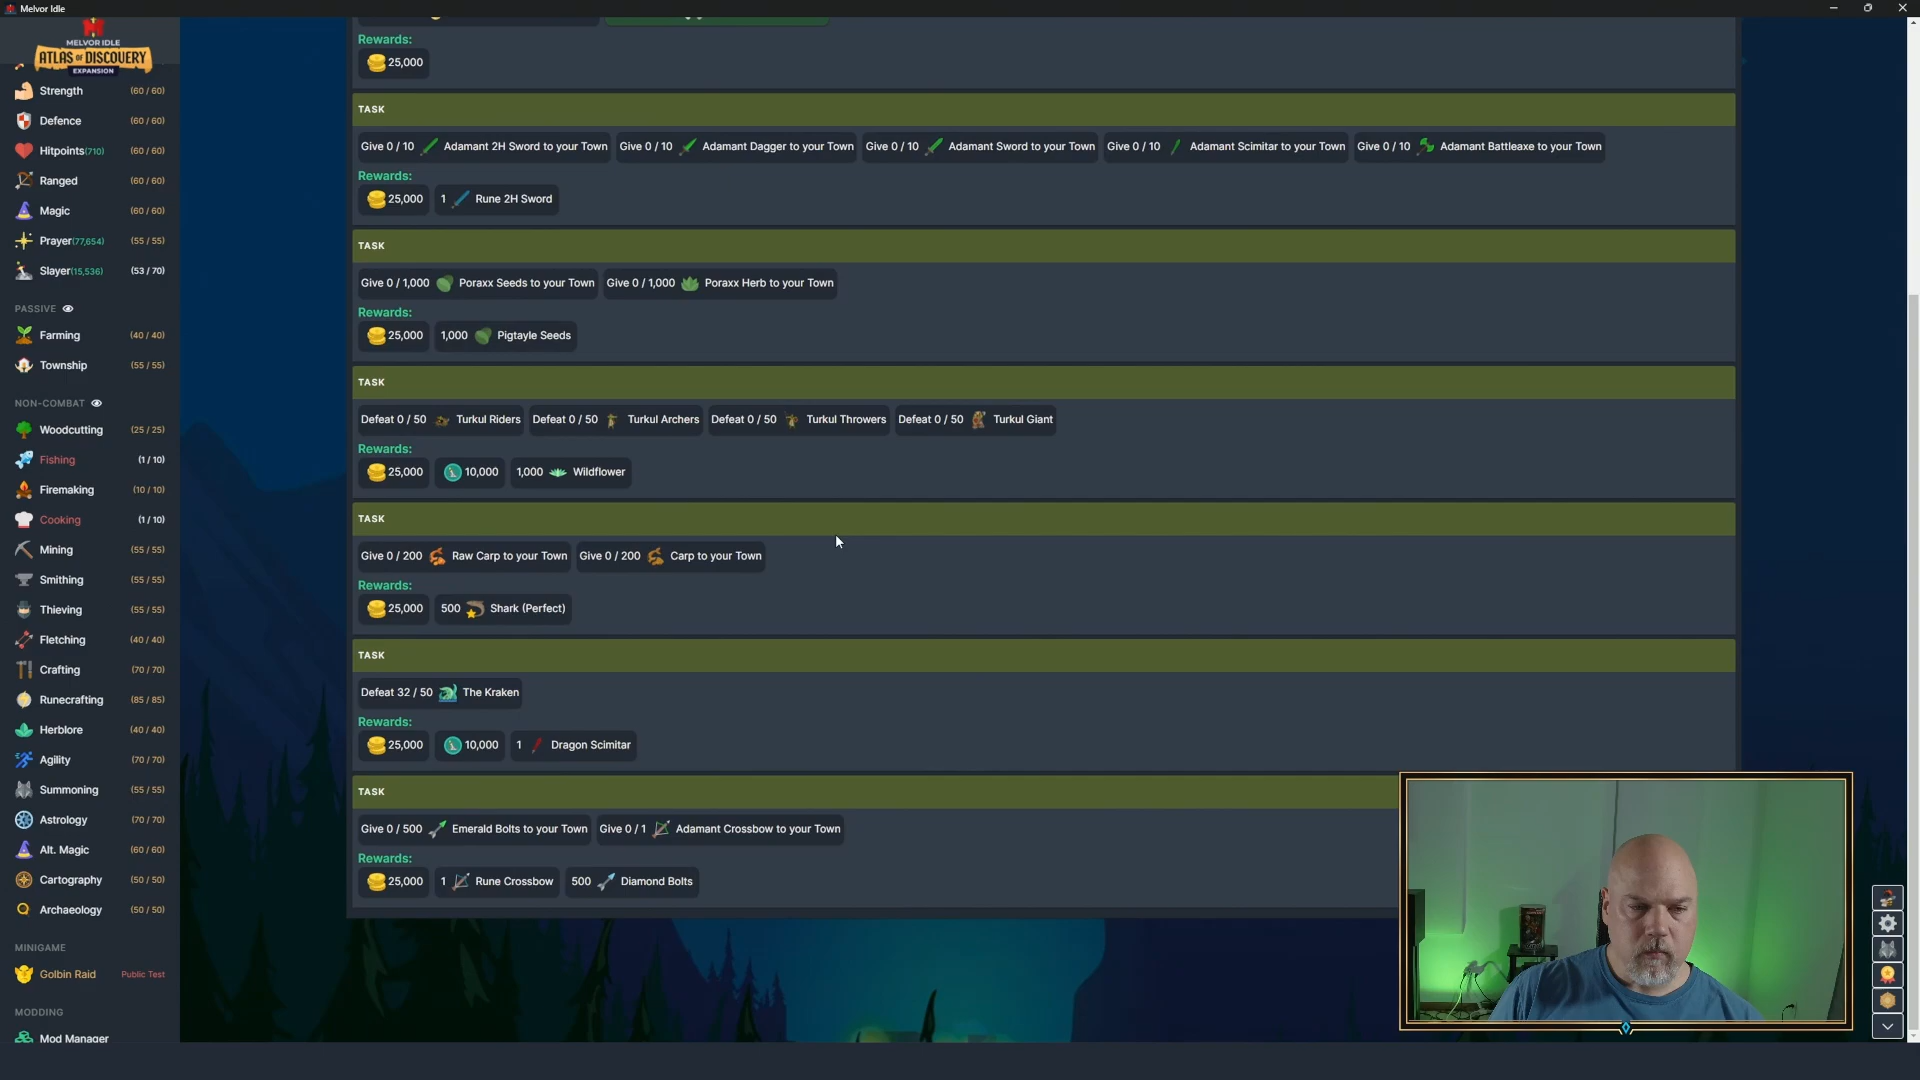 Melvor Idle
MELVOR IDLE
ATLAS OF DISCOVERY
EXPANSION
Strength (60 / 60)
Defence (60 / 60)
Hitpoints(710) (60 / 60)
Ranged (60 / 60)
Magic (60 / 60)
Prayer(77,654) (55 / 55)
Slayer(15,536) (53 / 70)
PASSIVE
Farming (40 / 40)
Township (55 / 55)
NON-COMBAT
Woodcutting (25 / 25)
Fishing (1 / 10)
Firemaking (10 / 10)
Cooking (1 / 10)
Mining (55 / 55)
Smithing (55 / 55)
Thieving (55 / 55)
Fletching (40 / 40)
Crafting (70 / 70)
Runecrafting (85 / 85)
Herblore (40 / 40)
Agility (70 / 70)
Summoning (55 / 55)
Astrology (70 / 70)
Alt. Magic (60 / 60)
Cartography (50 / 50)
Archaeology (50 / 50)
MINIGAME
Golbin Raid Public Test
MODDING
Mod Manager
Rewards:
25,000
TASK
Give 0 / 10 Adamant 2H Sword to your Town Give 0 / 10 Adamant Dagger to your Town Give 0 / 10 Adamant Sword to your Town Give 0 / 10 Adamant Scimitar to your Town Give 0 / 10 Adamant Battleaxe to your Town
Rewards:
25,000 1 Rune 2H Sword
TASK
Give 0 / 1,000 Poraxx Seeds to your Town Give 0 / 1,000 Poraxx Herb to your Town
Rewards:
25,000 1,000 Pigtayle Seeds
TASK
Defeat 0 / 50 Turkul Riders Defeat 0 / 50 Turkul Archers Defeat 0 / 50 Turkul Throwers Defeat 0 / 50 Turkul Giant
Rewards:
25,000 10,000 1,000 Wildflower
TASK
Give 0 / 200 Raw Carp to your Town Give 0 / 200 Carp to your Town
Rewards:
25,000 500 Shark (Perfect)
TASK
Defeat 32 / 50 The Kraken
Rewards:
25,000 10,000 1 Dragon Scimitar
TASK
Give 0 / 500 Emerald Bolts to your Town Give 0 / 1 Adamant Crossbow to your Town
Rewards:
25,000 1 Rune Crossbow 500 Diamond Bolts